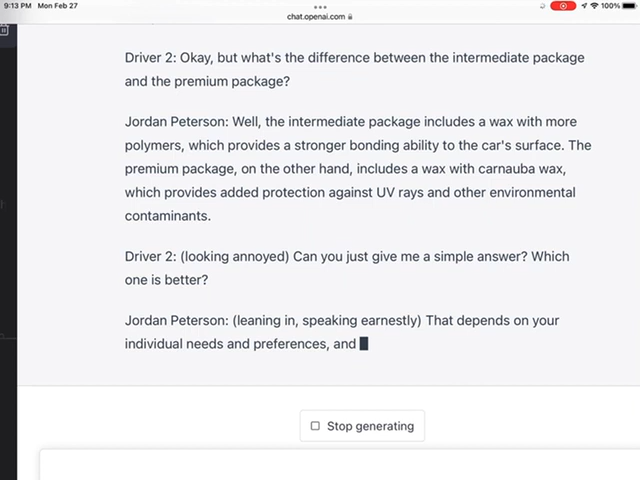 9:13 PM Mon Feb 27
100%
chat.openai.com
Driver 2: Okay, but what's the difference between the intermediate package
and the premium package?
Jordan Peterson: Well, the intermediate package includes a wax with more
polymers, which provides a stronger bonding ability to the car's surface. The
premium package, on the other hand, includes a wax with carnauba wax,
which provides added protection against UV rays and other environmental
contaminants.
Driver 2: (looking annoyed) Can you just give me a simple answer? Which
one is better?
Jordan Peterson: (leaning in, speaking earnestly) That depends on your
individual needs and preferences, and
Stop generating